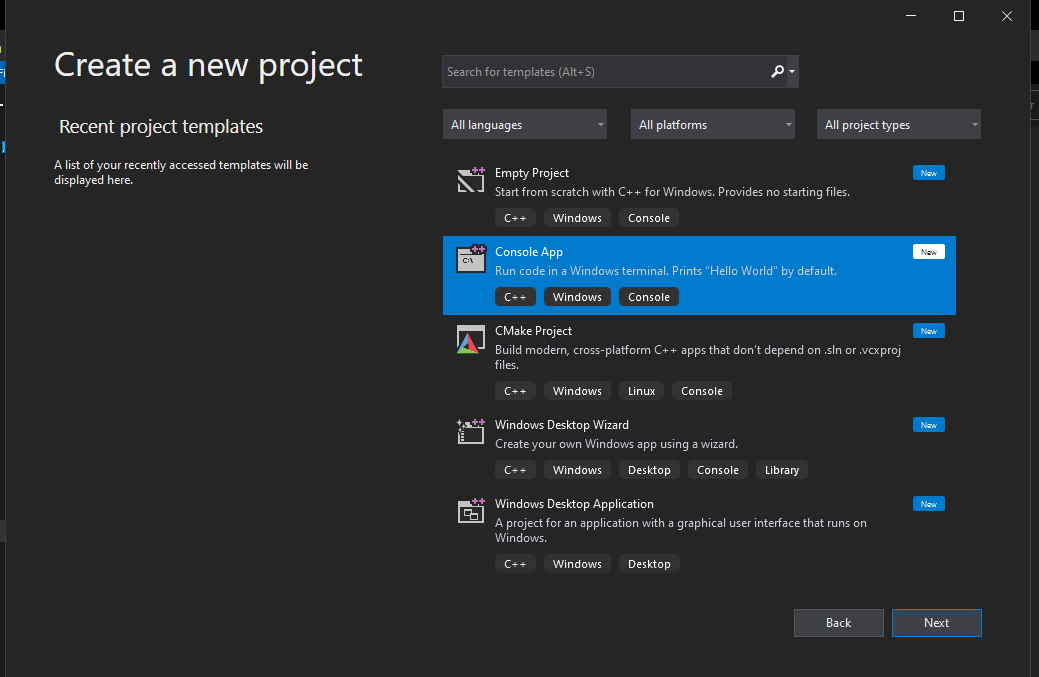 Create a new project
Search for templates (Alt+S)
Recent project templates
A list of your recently accessed templates will be
displayed here.
All languages
All platforms
All project types
Empty Project
New
Start from scratch with C++ for Windows. Provides no starting files.
C++ Windows Console
Console App
New
Run code in a Windows terminal. Prints "Hello World" by default.
C++ Windows Console
CMake Project
New
Build modern, cross-platform C++ apps that don't depend on .sln or .vcxproj
files.
C++ Windows Linux Console
Windows Desktop Wizard
New
Create your own Windows app using a wizard.
C++ Windows Desktop Console Library
Windows Desktop Application
New
A project for an application with a graphical user interface that runs on
Windows.
C++ Windows Desktop
Back
Next